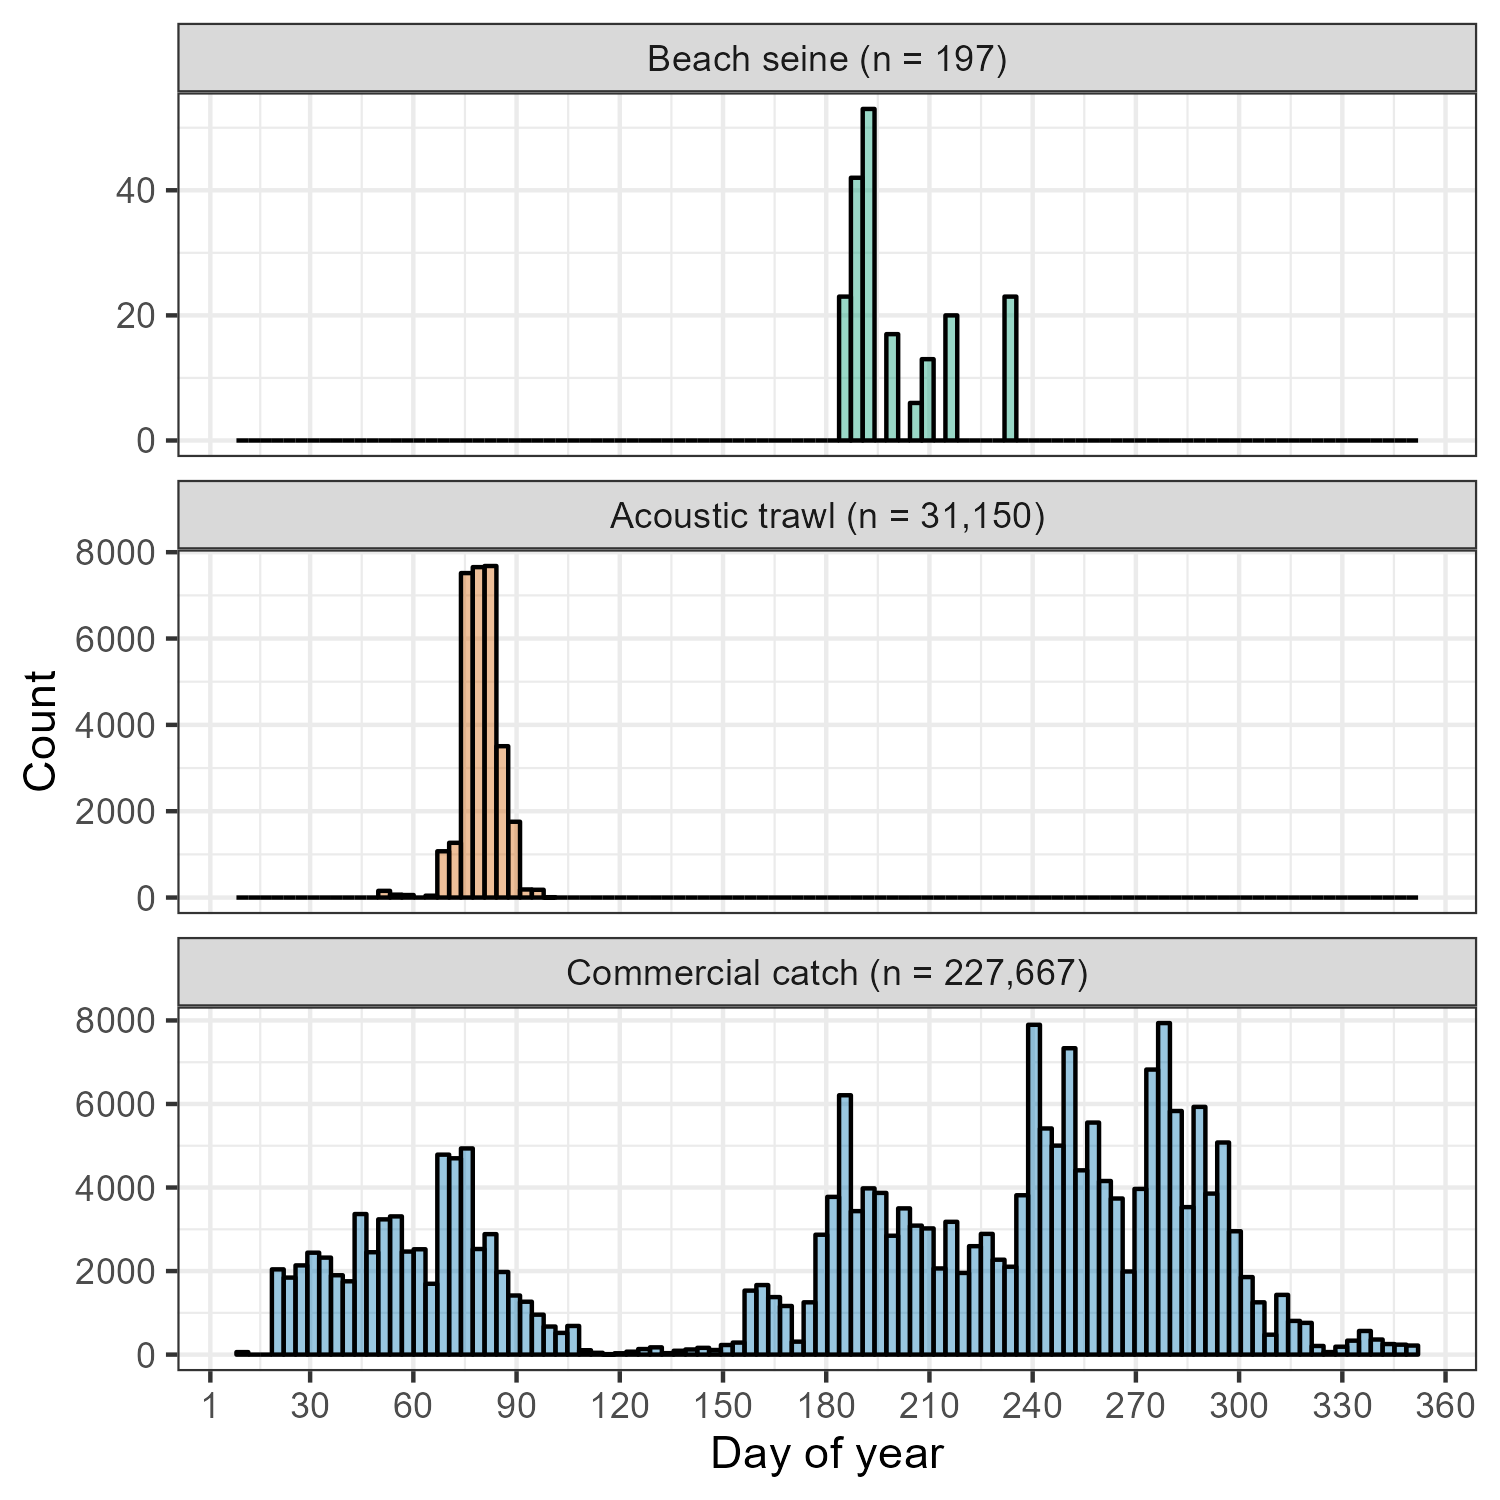 Beach seine (n = 197)
40
20
0
Acoustic trawl (n = 31,150)
8000
6000
4000
2000
0
Count
Commercial catch (n = 227,667)
8000
6000
4000
2000
0
1 30 60 90 120 150 180 210 240 270 300 330 360
Day of year